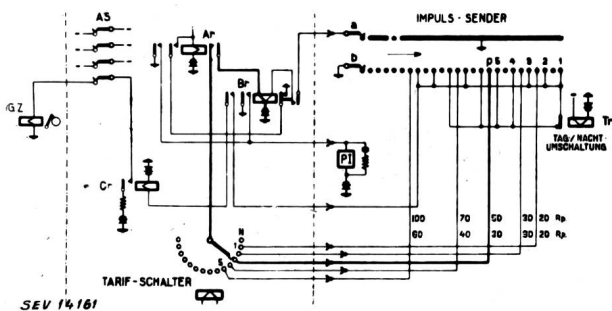 AS
Ar
IMPULS-SENDER
a
b
Br
GZ
P 5 4 3 2 1
Tr
TAG/NACHT-
UMSCHALTUNG
PI
Cr
100 70 50 30 20 Rp.
60 40 30 30 20 Rp.
N
1
5
TARIF-SCHALTER
SEV 14161